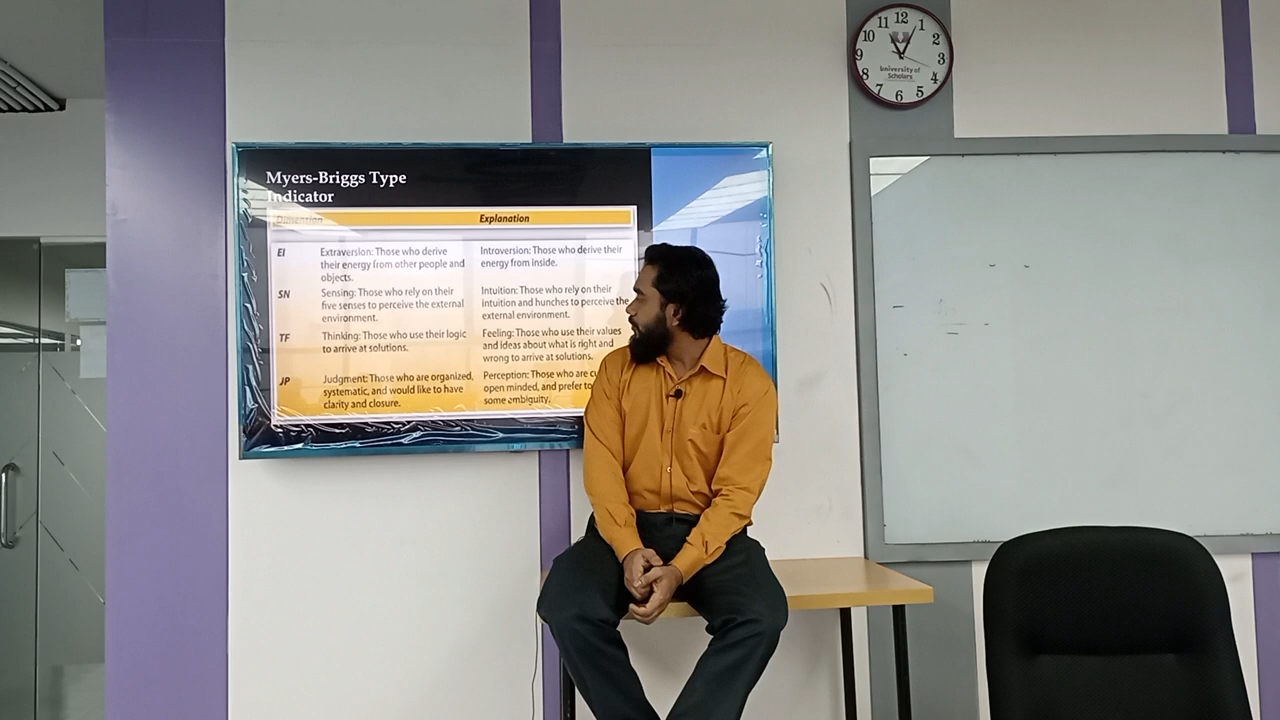 12
11
1
10
2
9
3
8
4
7
5
6
University of
Scholars
Myers-Briggs Type
Indicator
Dimension Explanation
EI Extraversion: Those who derive
their energy from other people and
objects.
Introversion: Those who derive their
energy from inside.
SN Sensing: Those who rely on their
five senses to perceive the external
environment.
Intuition: Those who rely on their
intuition and hunches to perceive the
external environment.
TF Thinking: Those who use their logic
to arrive at solutions.
Feeling: Those who use their values
and ideas about what is right and
wrong to arrive at solutions.
JP Judgment: Those who are organized,
systematic, and would like to have
clarity and closure.
Perception: Those who are
open minded, and prefer to
some ambiguity.